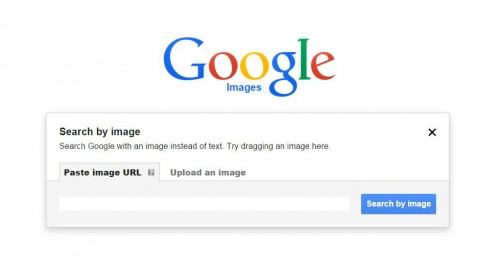 Google
Images
Search by image
Search Google with an image instead of text. Try dragging an image here.
Paste image URL ? Upload an image
Search by image